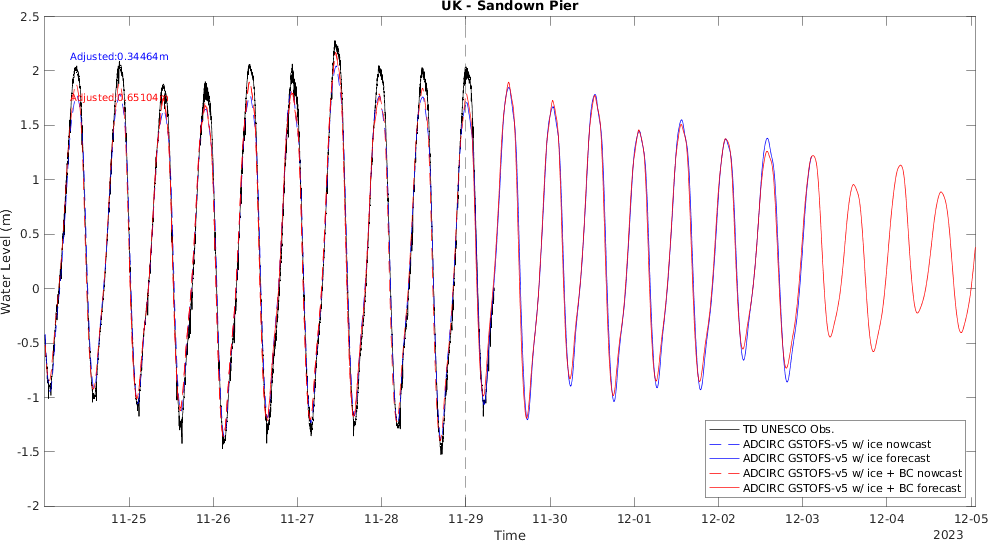 UK - Sandown Pier
Adjusted:0.34464m
Adjusted:0.65104m
Water Level (m)
2.5
2
1.5
1
0.5
0
-0.5
-1
-1.5
-2
11-25
11-26
11-27
11-28
11-29
11-30
12-01
12-02
12-03
12-04
12-05
Time
2023
TD UNESCO Obs.
ADCIRC GSTOFS-v5 w/ ice nowcast
ADCIRC GSTOFS-v5 w/ ice forecast
ADCIRC GSTOFS-v5 w/ ice + BC nowcast
ADCIRC GSTOFS-v5 w/ ice + BC forecast